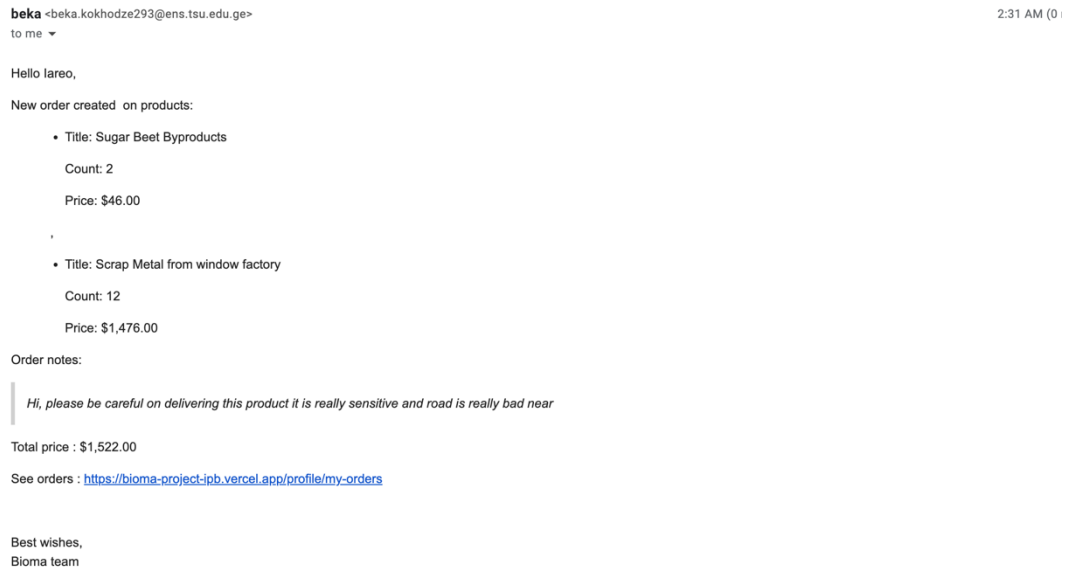 beka <beka.kokhodze293@ens.tsu.edu.ge>
2:31 AM (0
to me
Hello Iareo,
New order created  on products:
• Title: Sugar Beet Byproducts
Count: 2
Price: $46.00
,
• Title: Scrap Metal from window factory
Count: 12
Price: $1,476.00
Order notes:
Hi, please be careful on delivering this product it is really sensitive and road is really bad near
Total price : $1,522.00
See orders : https://bioma-project-ipb.vercel.app/profile/my-orders
Best wishes,
Bioma team